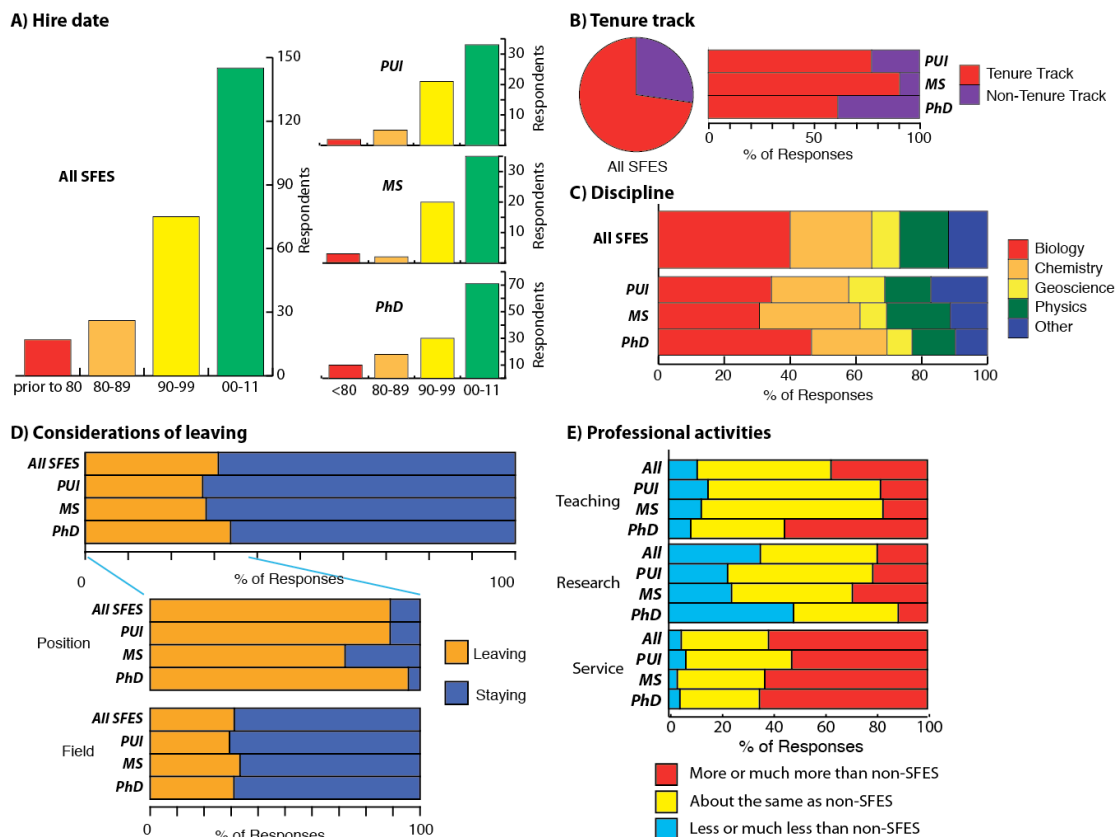 A) Hire date
All SFES
150
120
90
60
30
0
Respondents
prior to 80 80-89 90-99 00-11
PUI
30
20
10
Respondents
MS
30
20
10
Respondents
PhD
70
50
30
10
Respondents
<80 80-89 90-99 00-11
B) Tenure track
All SFES
PUI
MS
PhD
0 50 100
% of Responses
Tenure Track
Non-Tenure Track
C) Discipline
All SFES
PUI
MS
PhD
0 20 40 60 80 100
% of Responses
Biology
Chemistry
Geoscience
Physics
Other
D) Considerations of leaving
All SFES
PUI
MS
PhD
0 % of Responses 100
Position
All SFES
PUI
MS
PhD
Leaving
Staying
Field
All SFES
PUI
MS
PhD
0 100
% of Responses
E) Professional activities
Teaching
All
PUI
MS
PhD
Research
All
PUI
MS
PhD
Service
All
PUI
MS
PhD
0 20 40 60 80 100
% of Responses
More or much more than non-SFES
About the same as non-SFES
Less or much less than non-SFES